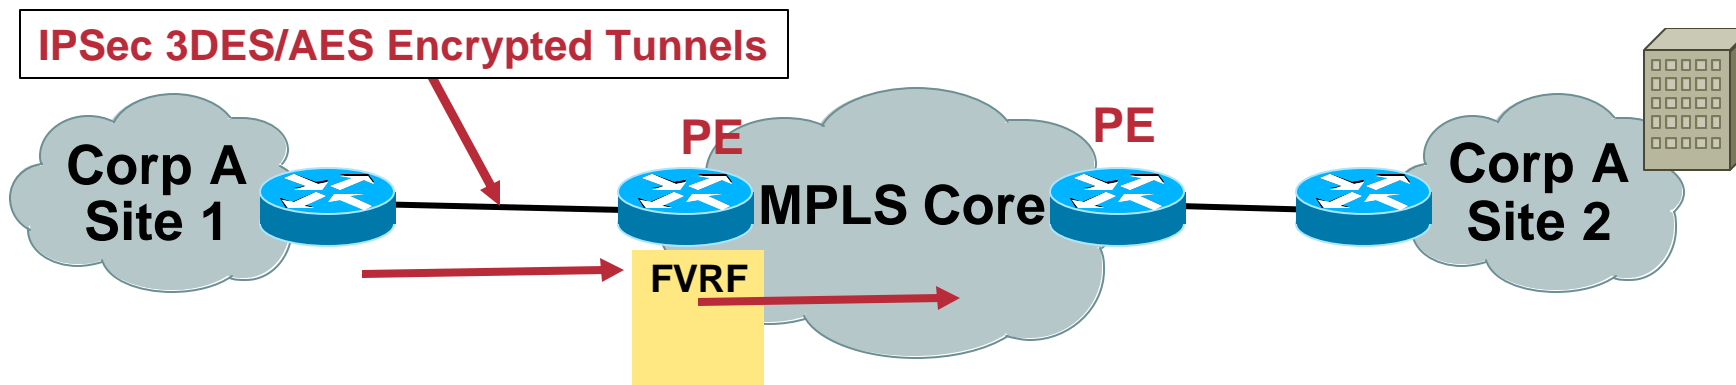 IPSec 3DES/AES Encrypted Tunnels
PE
PE
Corp A
Site 1
MPLS Core
Corp A
Site 2
FVRF